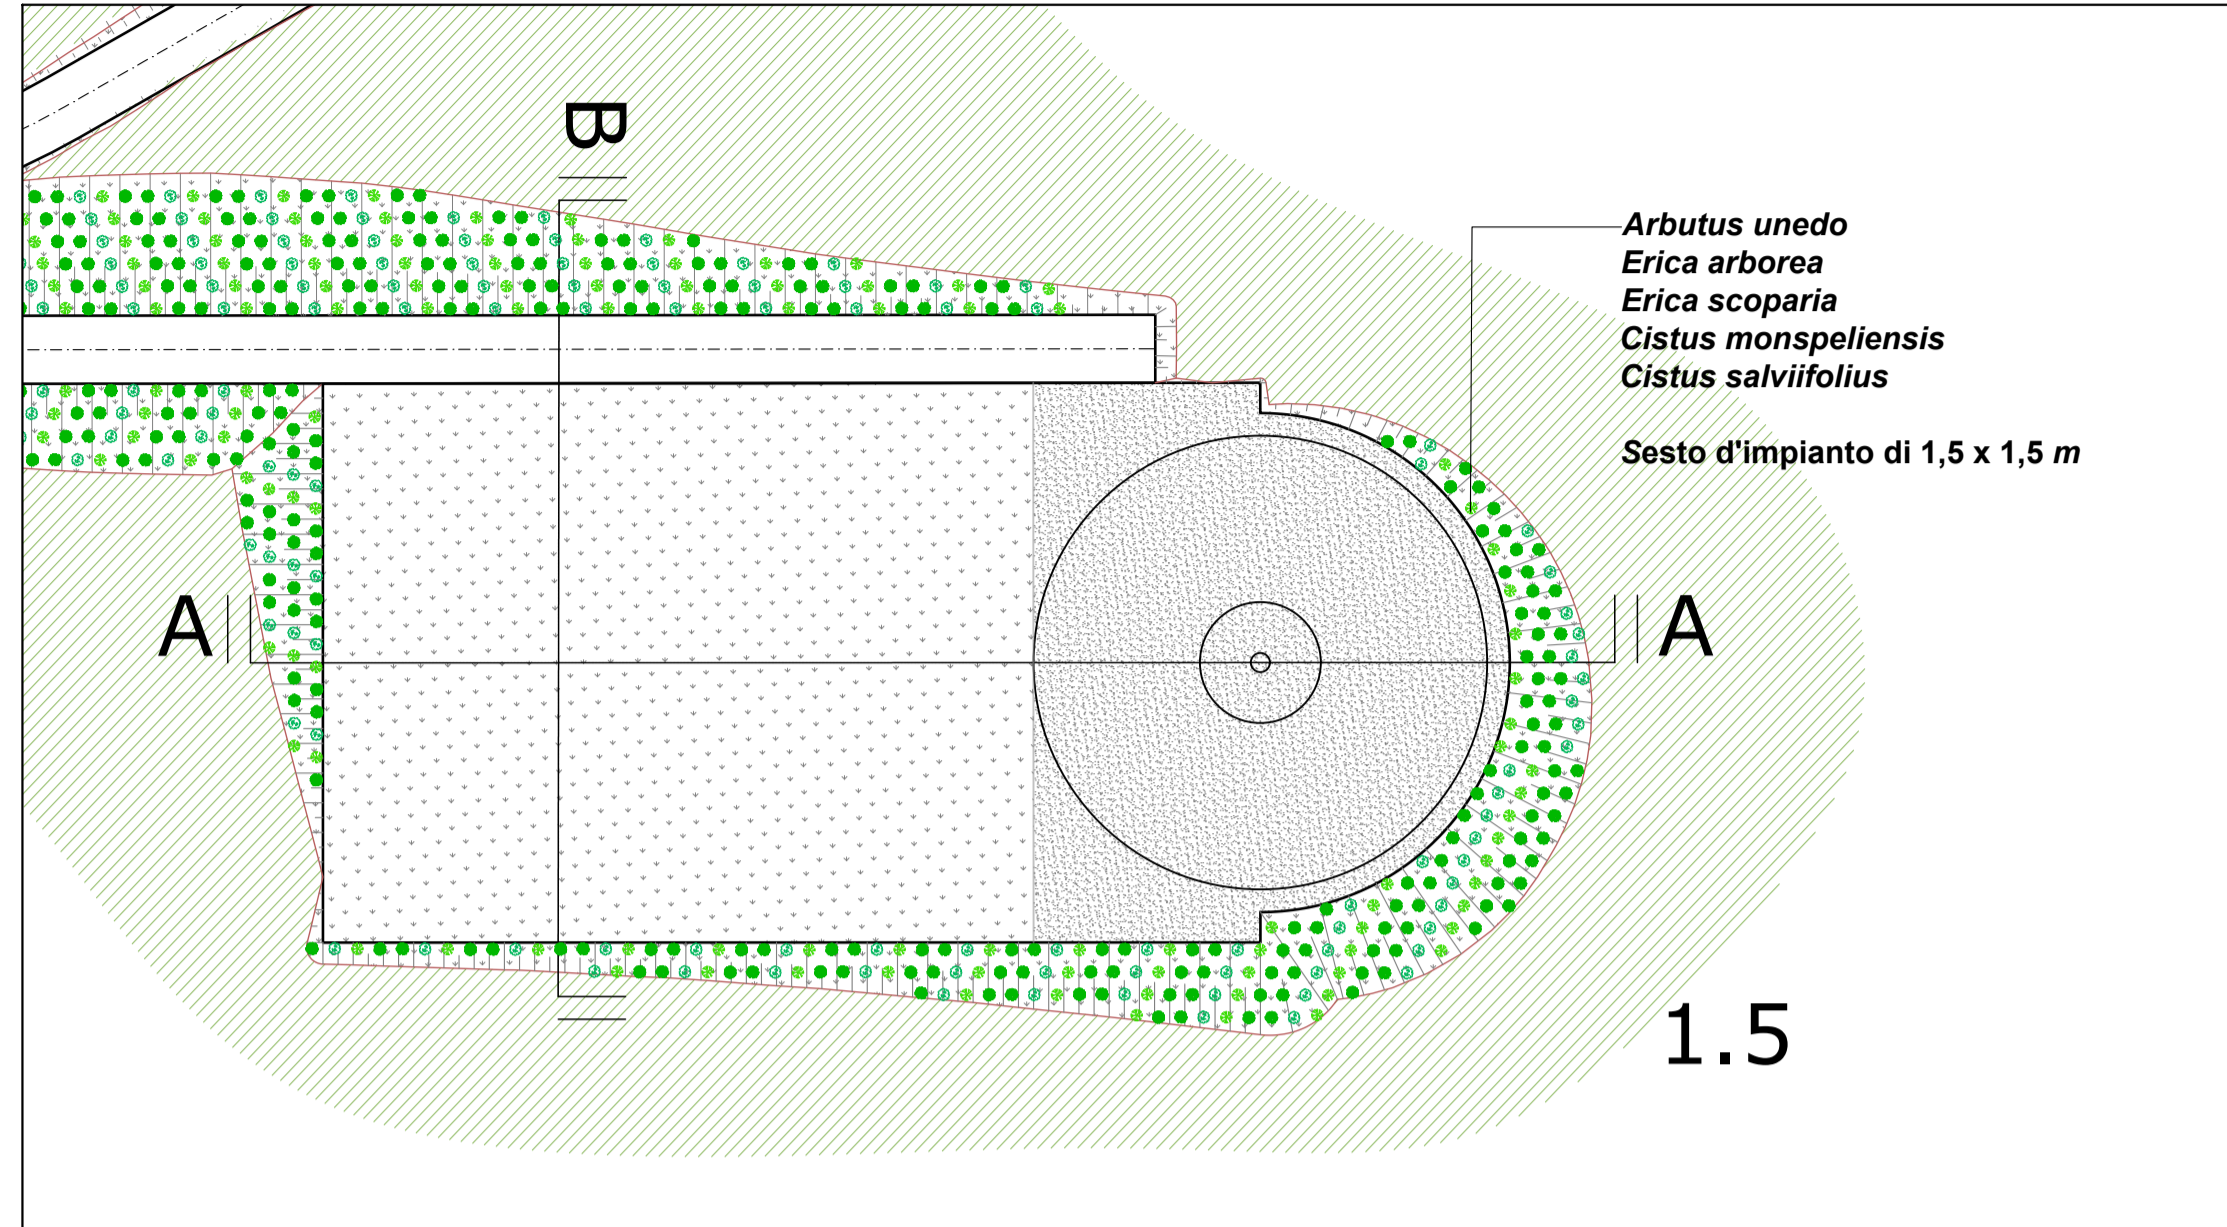 B
Arbutus unedo
Erica arborea
Erica scoparia
Cistus monspeliensis
Cistus salviifolius
Sesto d'impianto di 1,5 x 1,5 m
A
A
1.5